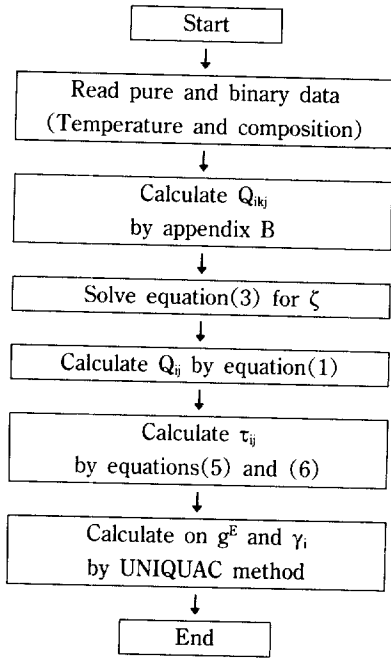 Start
Read pure and binary data
(Temperature and composition)
Calculate Qikj
by appendix B
Solve equation(3) for ζ
Calculate Qij by equation(1)
Calculate τij
by equations(5) and (6)
Calculate on gE and γi
by UNIQUAC method
End